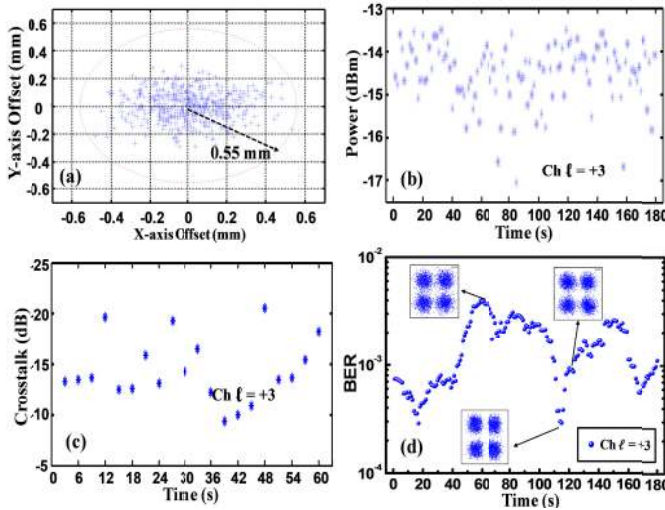 0.6
0.4
0.2
0
-0.2
-0.4
-0.6
Y-axis Offset (mm)
0.55 mm
(a)
-0.6 -0.4 -0.2 0 0.2 0.4 0.6
X-axis Offset (mm)
-13
-14
-15
-16
-17
Power (dBm)
(b)
Ch ℓ = +3
0 20 40 60 80 100 120 140 160 180
Time (s)
-25
-20
-15
-10
-5
Crosstalk (dB)
Ch ℓ = +3
(c)
0 6 12 18 24 30 36 42 48 54 60
Time (s)
10-2
10-3
10-4
BER
(d)
Ch ℓ = +3
0 20 40 60 80 100 120 140 160 180
Time (s)